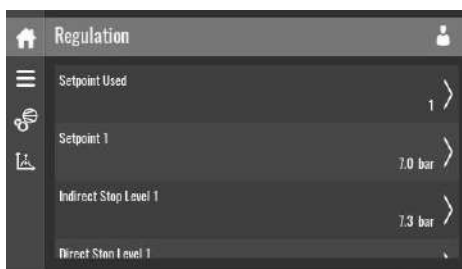 Regulation
Setpoint Used
1
Setpoint 1
7.0 bar
Indirect Stop Level 1
7.3 bar
Direct Stop Level 1